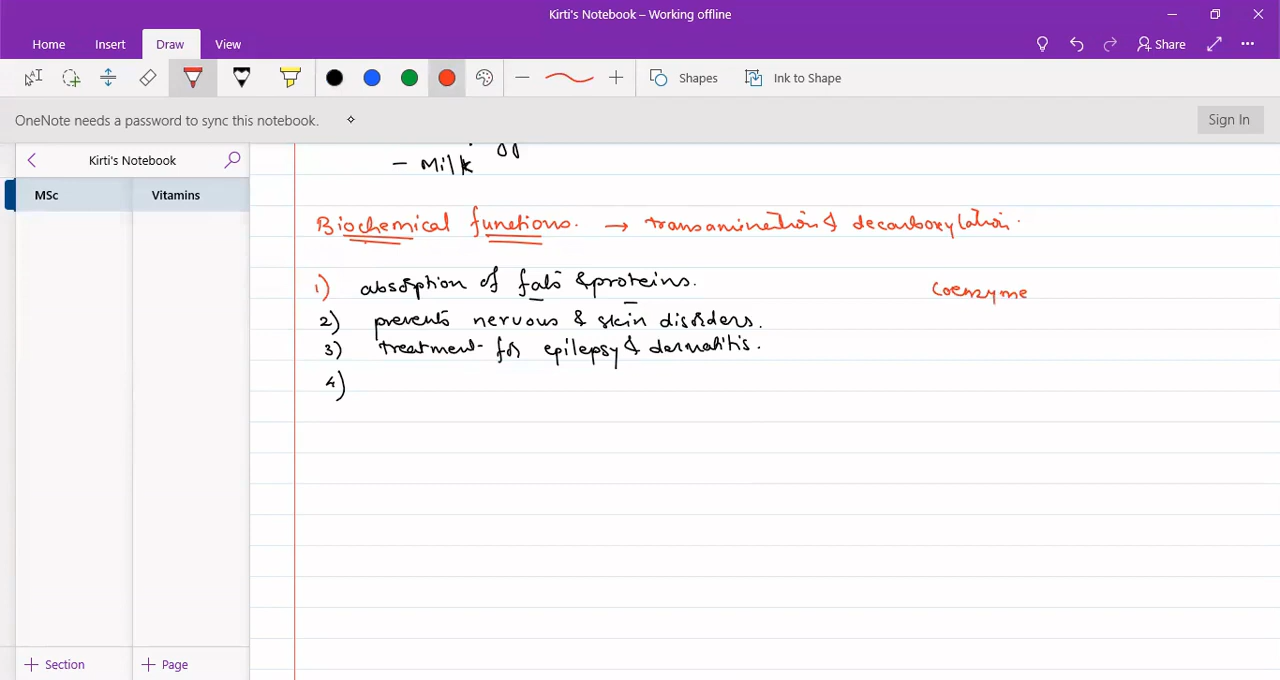 Kirti's Notebook – Working offline
Home Insert Draw View Share
Shapes Ink to Shape
OneNote needs a password to sync this notebook. Sign In
Kirti's Notebook
MSc Vitamins
- Milk
Biochemical functions. → transamination & decarboxylation.
1) absorption of fats & proteins.
coenzyme
2) prevents nervous & skin disorders.
3) treatment for epilepsy & dermatitis.
4)
+ Section + Page